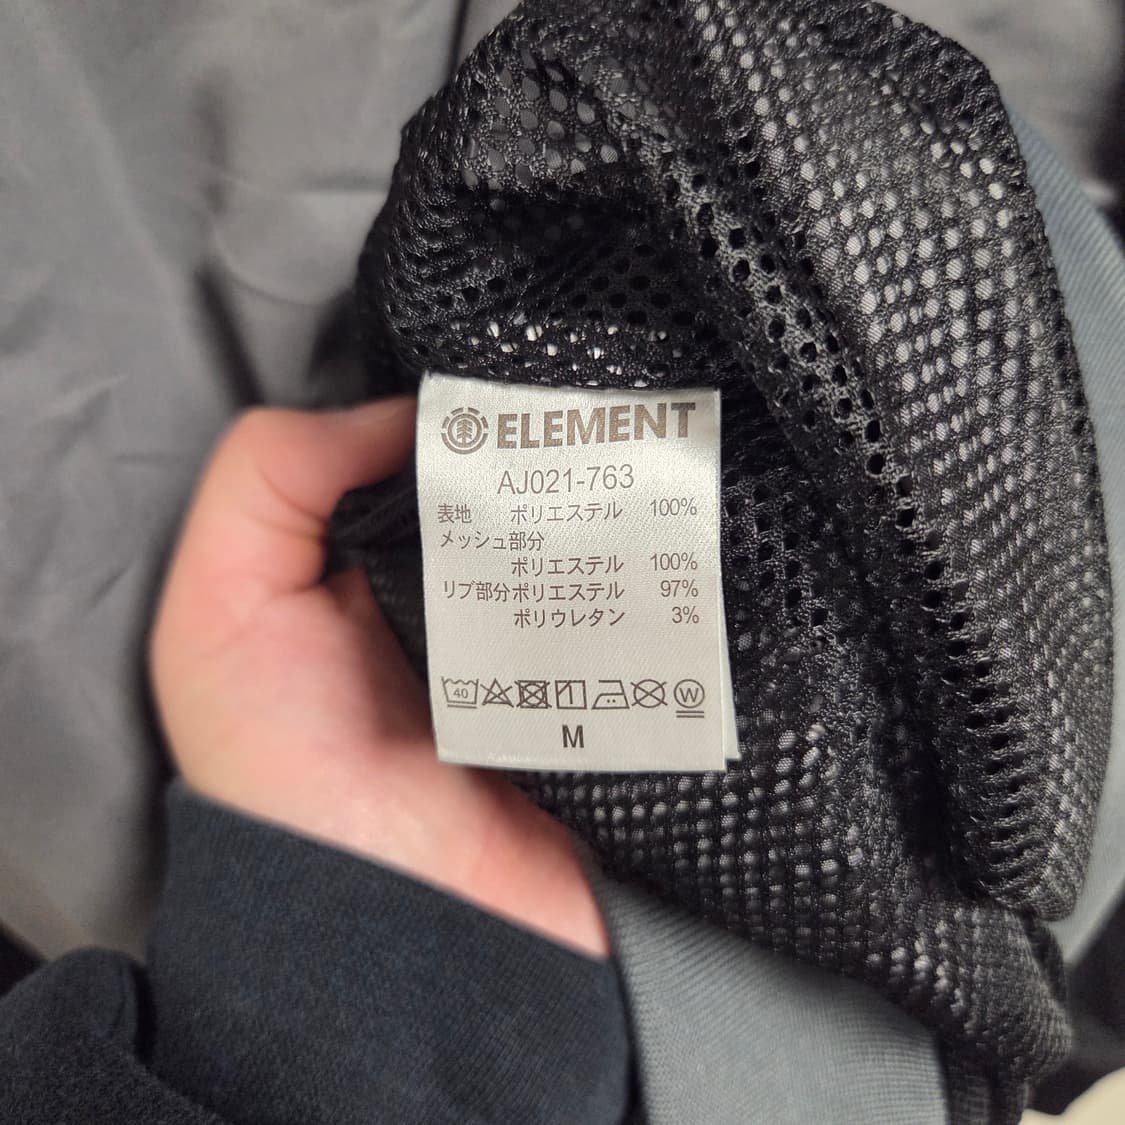 ELEMENT
AJ021-763
表地 ポリエステル 100%
メッシュ部分
ポリエステル 100%
リブ部分ポリエステル 97%
ポリウレタン 3%
40 W
M